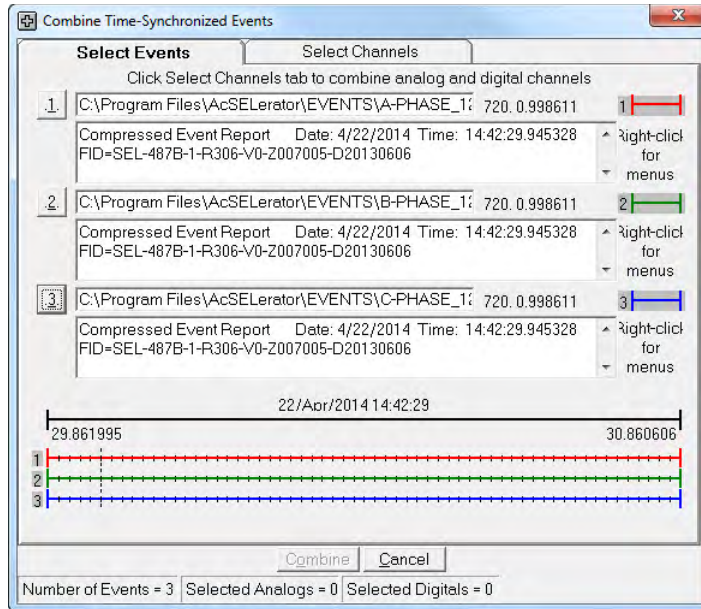 Combine Time-Synchronized Events
x
Select Events
Select Channels
Click Select Channels tab to combine analog and digital channels
.1. C:\Program Files\AcSELerator\EVENTS\A-PHASE_12 720. 0.998611 1
Compressed Event Report Date: 4/22/2014 Time: 14:42:29.945328
FID=SEL-487B-1-R306-V0-Z007005-D20130606
Right-click
for
menus
.2. C:\Program Files\AcSELerator\EVENTS\B-PHASE_12 720. 0.998611 2
Compressed Event Report Date: 4/22/2014 Time: 14:42:29.945328
FID=SEL-487B-1-R306-V0-Z007005-D20130606
Right-click
for
menus
.3. C:\Program Files\AcSELerator\EVENTS\C-PHASE_12 720. 0.998611 3
Compressed Event Report Date: 4/22/2014 Time: 14:42:29.945328
FID=SEL-487B-1-R306-V0-Z007005-D20130606
Right-click
for
menus
22/Apr/2014 14:42:29
29.861995 30.860606
1
2
3
Combine Cancel
Number of Events = 3 Selected Analogs = 0 Selected Digitals = 0